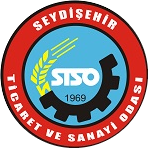 SEYDİŞEHİR
STSO
1969
TİCARET VE SANAYİ ODASI